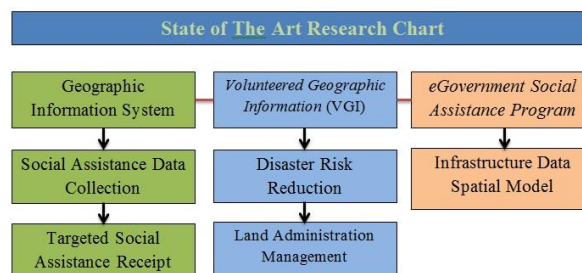 State of The Art Research Chart
Geographic
Information System
Volunteered Geographic
Information (VGI)
eGovernment Social
Assistance Program
Social Assistance Data
Collection
Disaster Risk
Reduction
Infrastructure Data
Spatial Model
Targeted Social
Assistance Receipt
Land Administration
Management